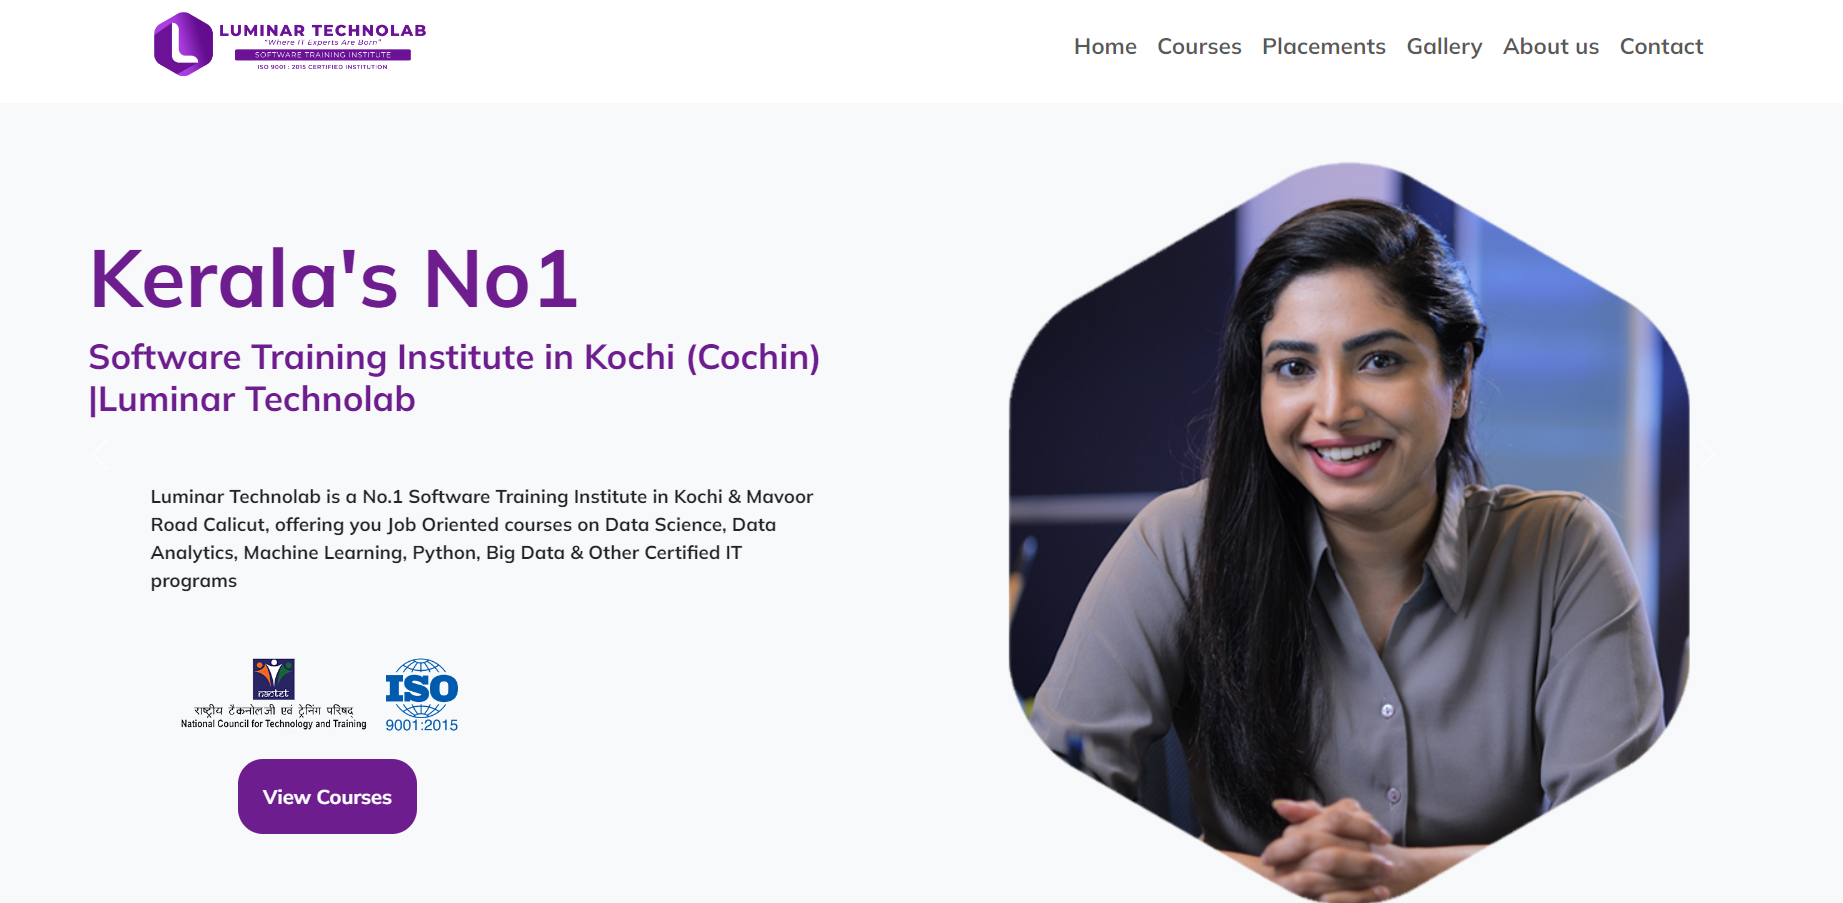 LUMINAR TECHNOLAB
"Where IT Experts Are Born"
SOFTWARE TRAINING INSTITUTE
ISO 9001 : 2015 CERTIFIED INSTITUTION
Home Courses Placements Gallery About us Contact
Kerala's No1
Software Training Institute in Kochi (Cochin)
|Luminar Technolab
Luminar Technolab is a No.1 Software Training Institute in Kochi & Mavoor
Road Calicut, offering you Job Oriented courses on Data Science, Data
Analytics, Machine Learning, Python, Big Data & Other Certified IT
programs
nactet
राष्ट्रीय टैकनोलजी एवं ट्रेनिंग परिषद्
National Council for Technology and Training
ISO
9001:2015
View Courses